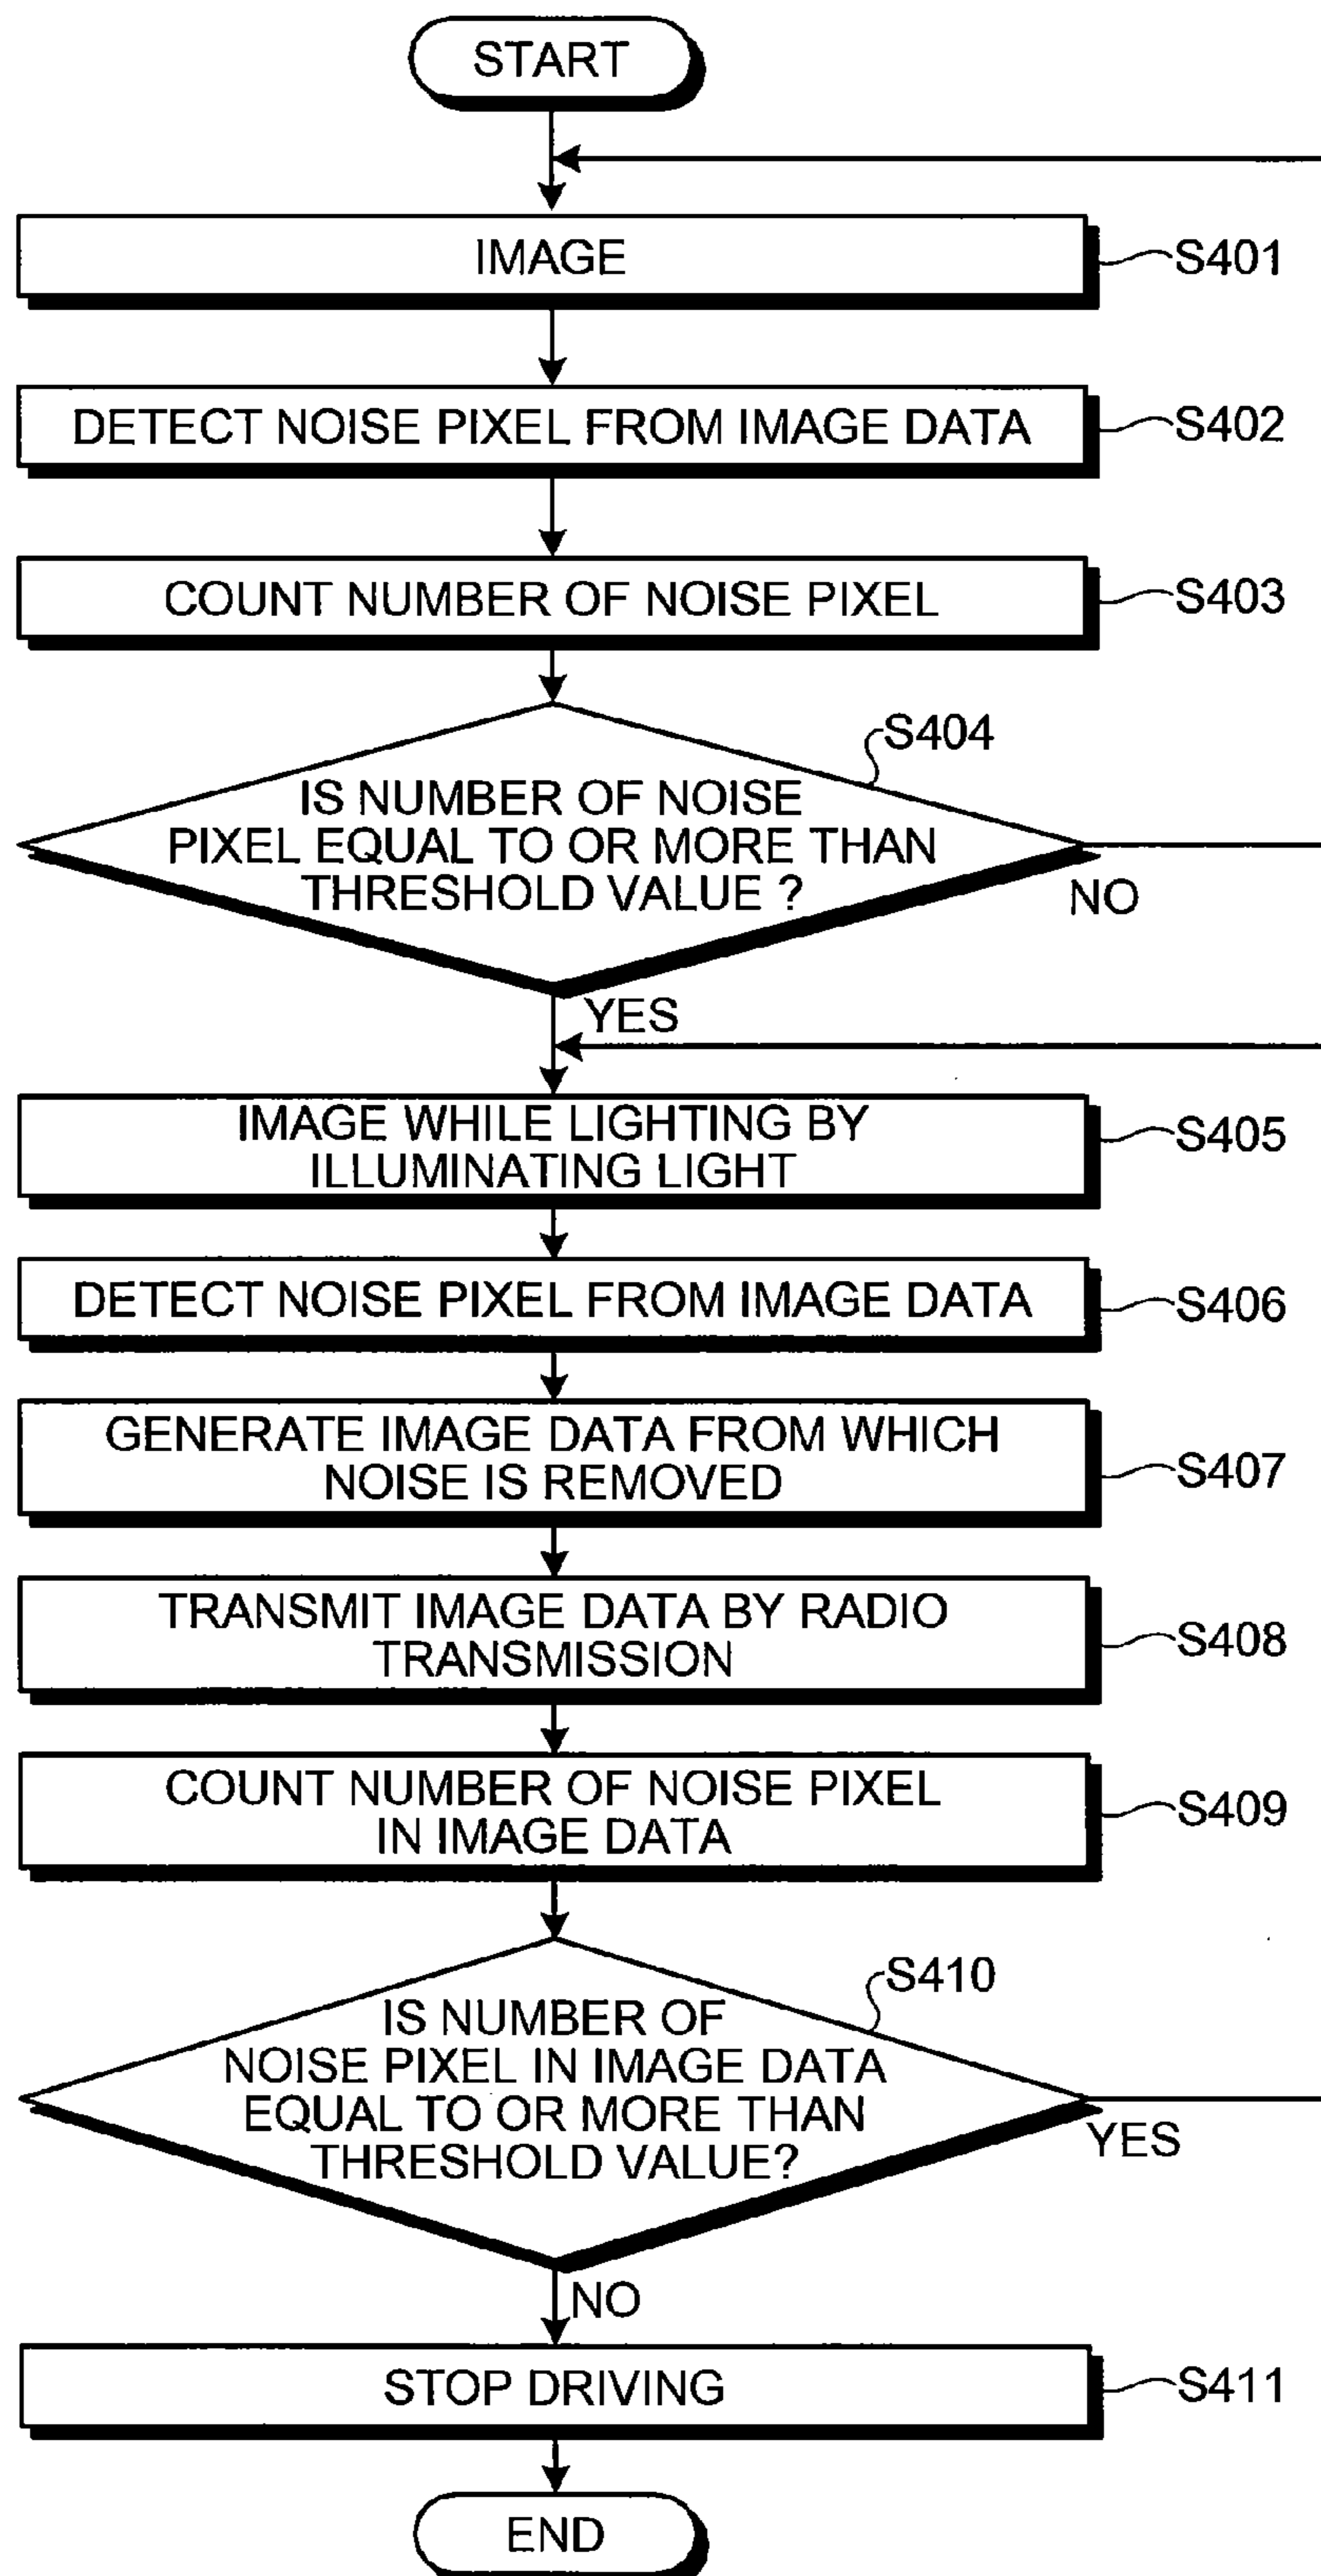 START
IMAGE
S401
DETECT NOISE PIXEL FROM IMAGE DATA
S402
COUNT NUMBER OF NOISE PIXEL
S403
S404
IS NUMBER OF NOISE
PIXEL EQUAL TO OR MORE THAN
THRESHOLD VALUE ?
NO
YES
IMAGE WHILE LIGHTING BY
ILLUMINATING LIGHT
S405
DETECT NOISE PIXEL FROM IMAGE DATA
S406
GENERATE IMAGE DATA FROM WHICH
NOISE IS REMOVED
S407
TRANSMIT IMAGE DATA BY RADIO
TRANSMISSION
S408
COUNT NUMBER OF NOISE PIXEL
IN IMAGE DATA
S409
S410
IS NUMBER OF
NOISE PIXEL IN IMAGE DATA
EQUAL TO OR MORE THAN
THRESHOLD VALUE?
YES
NO
STOP DRIVING
S411
END